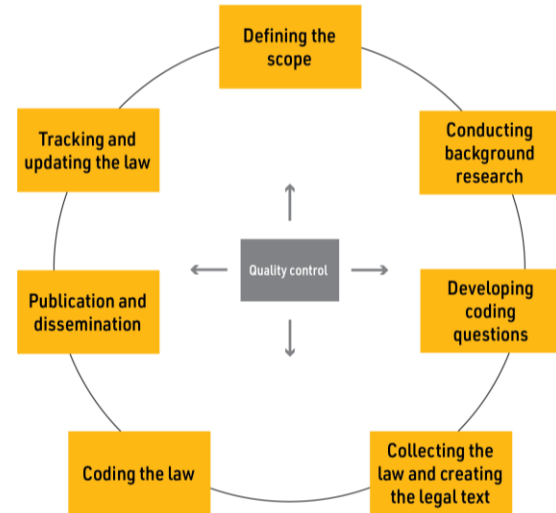 Defining the
scope
Conducting
background
research
Developing
coding
questions
Collecting the
law and creating
the legal text
Coding the law
Publication and
dissemination
Tracking and
updating the law
Quality control